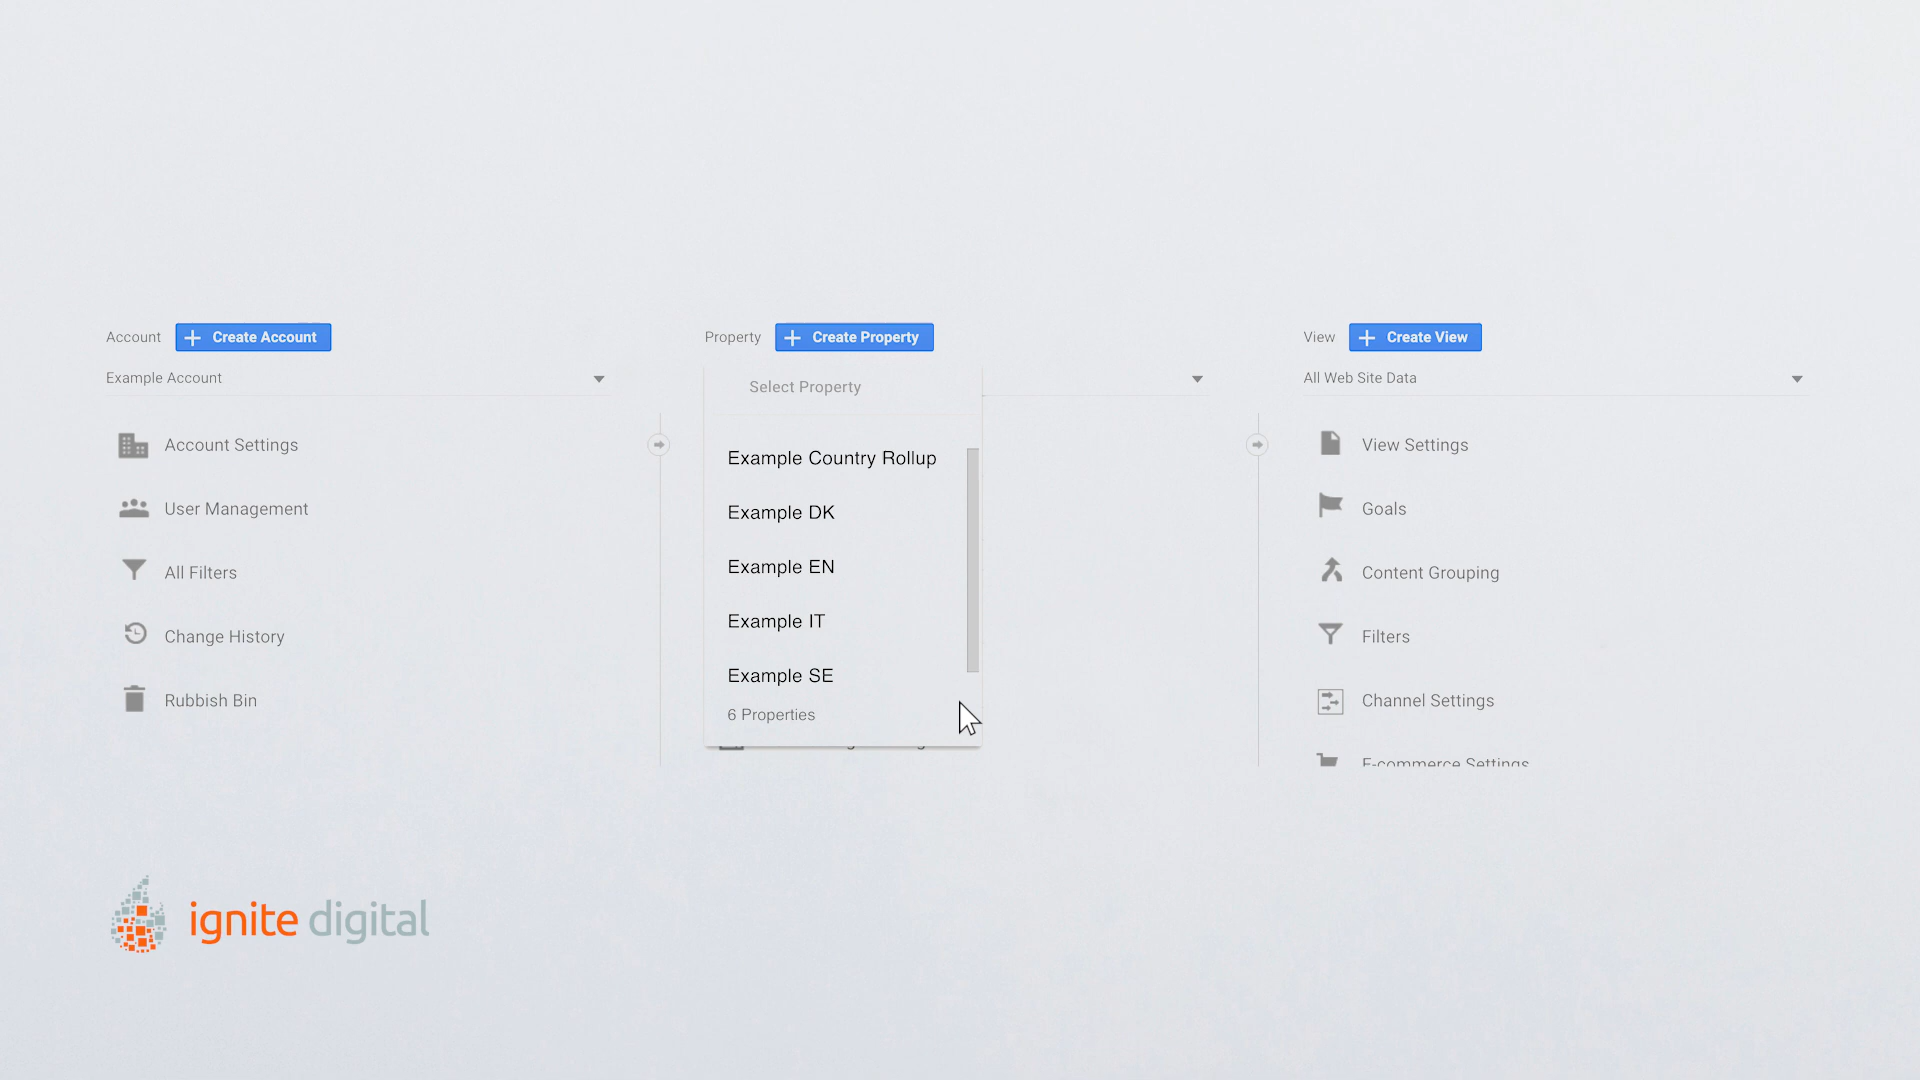 Account
Create Account
Example Account
Account Settings
User Management
All Filters
Change History
Rubbish Bin
Property
Create Property
Select Property
Example Country Rollup
Example DK
Example EN
Example IT
Example SE
6 Properties
View
Create View
All Web Site Data
View Settings
Goals
Content Grouping
Filters
Channel Settings
E-commerce Settings
ignite digital